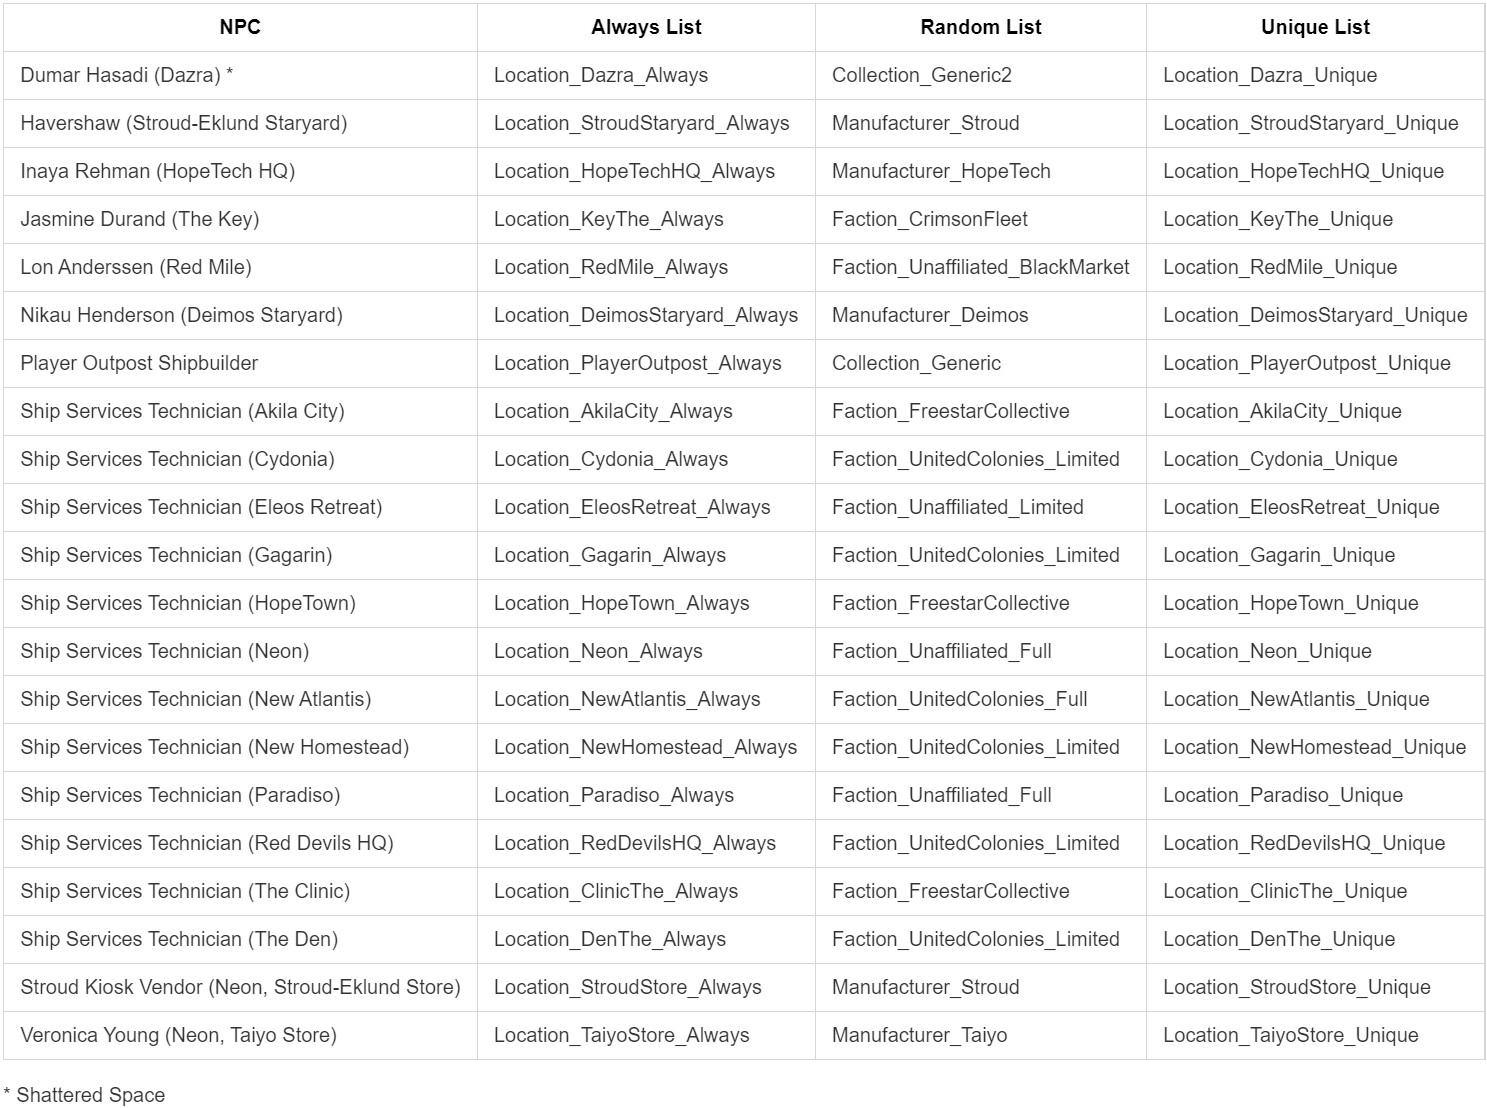 NPC Always List Random List Unique List
Dumar Hasadi (Dazra) * Location_Dazra_Always Collection_Generic2 Location_Dazra_Unique
Havershaw (Stroud-Eklund Staryard) Location_StroudStaryard_Always Manufacturer_Stroud Location_StroudStaryard_Unique
Inaya Rehman (HopeTech HQ) Location_HopeTechHQ_Always Manufacturer_HopeTech Location_HopeTechHQ_Unique
Jasmine Durand (The Key) Location_KeyThe_Always Faction_CrimsonFleet Location_KeyThe_Unique
Lon Anderssen (Red Mile) Location_RedMile_Always Faction_Unaffiliated_BlackMarket Location_RedMile_Unique
Nikau Henderson (Deimos Staryard) Location_DeimosStaryard_Always Manufacturer_Deimos Location_DeimosStaryard_Unique
Player Outpost Shipbuilder Location_PlayerOutpost_Always Collection_Generic Location_PlayerOutpost_Unique
Ship Services Technician (Akila City) Location_AkilaCity_Always Faction_FreestarCollective Location_AkilaCity_Unique
Ship Services Technician (Cydonia) Location_Cydonia_Always Faction_UnitedColonies_Limited Location_Cydonia_Unique
Ship Services Technician (Eleos Retreat) Location_EleosRetreat_Always Faction_Unaffiliated_Limited Location_EleosRetreat_Unique
Ship Services Technician (Gagarin) Location_Gagarin_Always Faction_UnitedColonies_Limited Location_Gagarin_Unique
Ship Services Technician (HopeTown) Location_HopeTown_Always Faction_FreestarCollective Location_HopeTown_Unique
Ship Services Technician (Neon) Location_Neon_Always Faction_Unaffiliated_Full Location_Neon_Unique
Ship Services Technician (New Atlantis) Location_NewAtlantis_Always Faction_UnitedColonies_Full Location_NewAtlantis_Unique
Ship Services Technician (New Homestead) Location_NewHomestead_Always Faction_UnitedColonies_Limited Location_NewHomestead_Unique
Ship Services Technician (Paradiso) Location_Paradiso_Always Faction_Unaffiliated_Full Location_Paradiso_Unique
Ship Services Technician (Red Devils HQ) Location_RedDevilsHQ_Always Faction_UnitedColonies_Limited Location_RedDevilsHQ_Unique
Ship Services Technician (The Clinic) Location_ClinicThe_Always Faction_FreestarCollective Location_ClinicThe_Unique
Ship Services Technician (The Den) Location_DenThe_Always Faction_UnitedColonies_Limited Location_DenThe_Unique
Stroud Kiosk Vendor (Neon, Stroud-Eklund Store) Location_StroudStore_Always Manufacturer_Stroud Location_StroudStore_Unique
Veronica Young (Neon, Taiyo Store) Location_TaiyoStore_Always Manufacturer_Taiyo Location_TaiyoStore_Unique
* Shattered Space